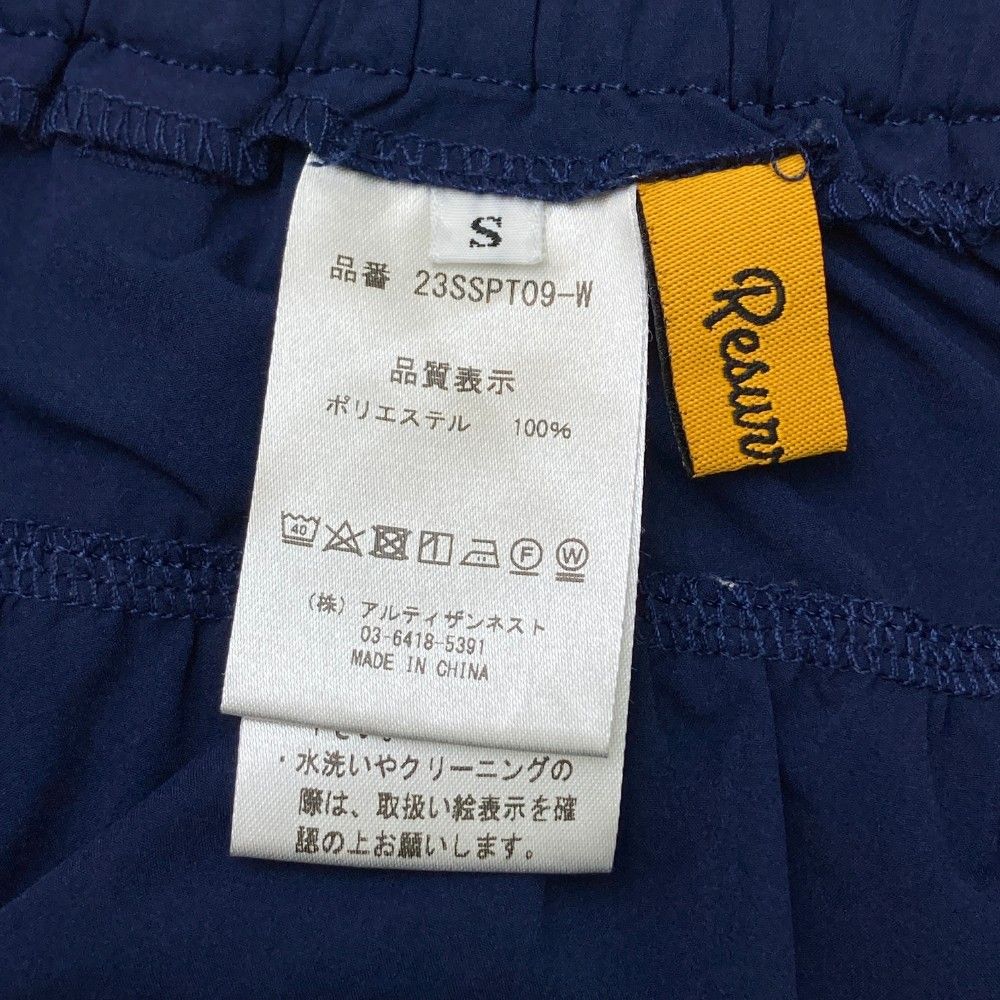 S
品番 23SSPT09-W
品質表示
ポリエステル 100%
40 F W
(株) アルティザンネスト
03-6418-5391
MADE IN CHINA
・水洗いやクリーニングの
際は、取扱い絵表示を確
認の上お願いします。
Resurr